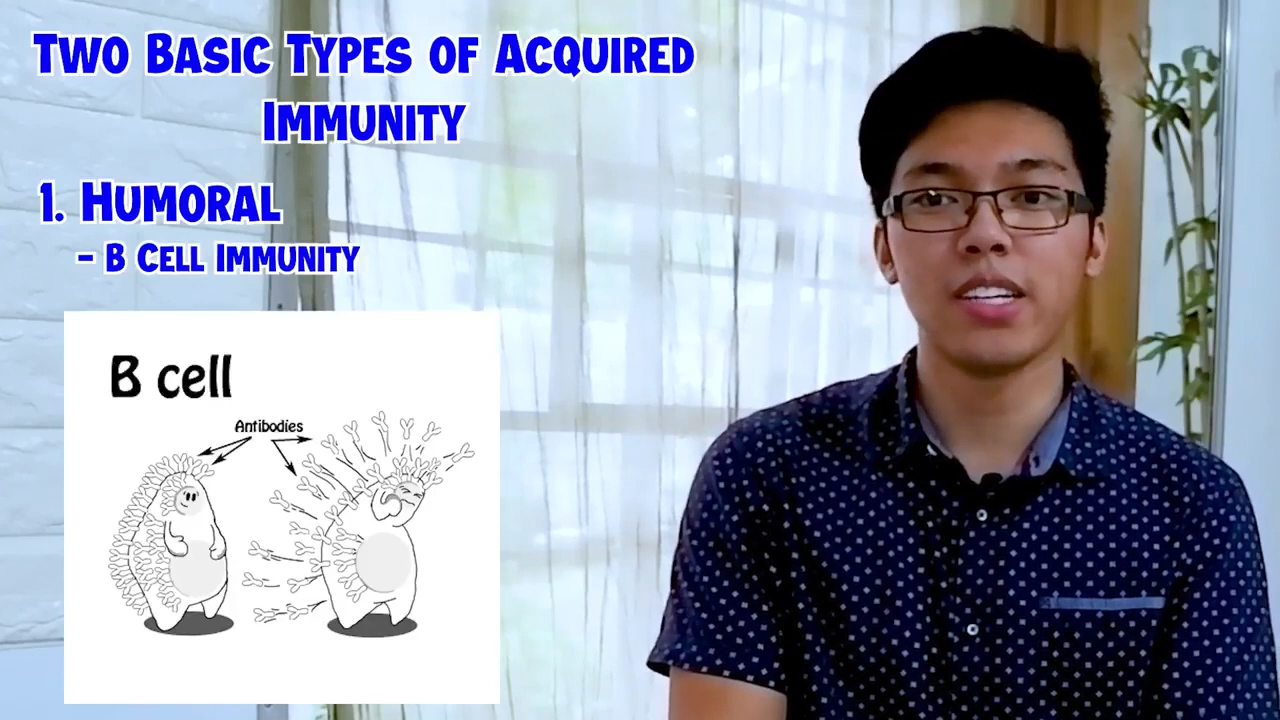 Two Basic Types of Acquired
Immunity
1. Humoral
- B Cell Immunity
B cell
Antibodies